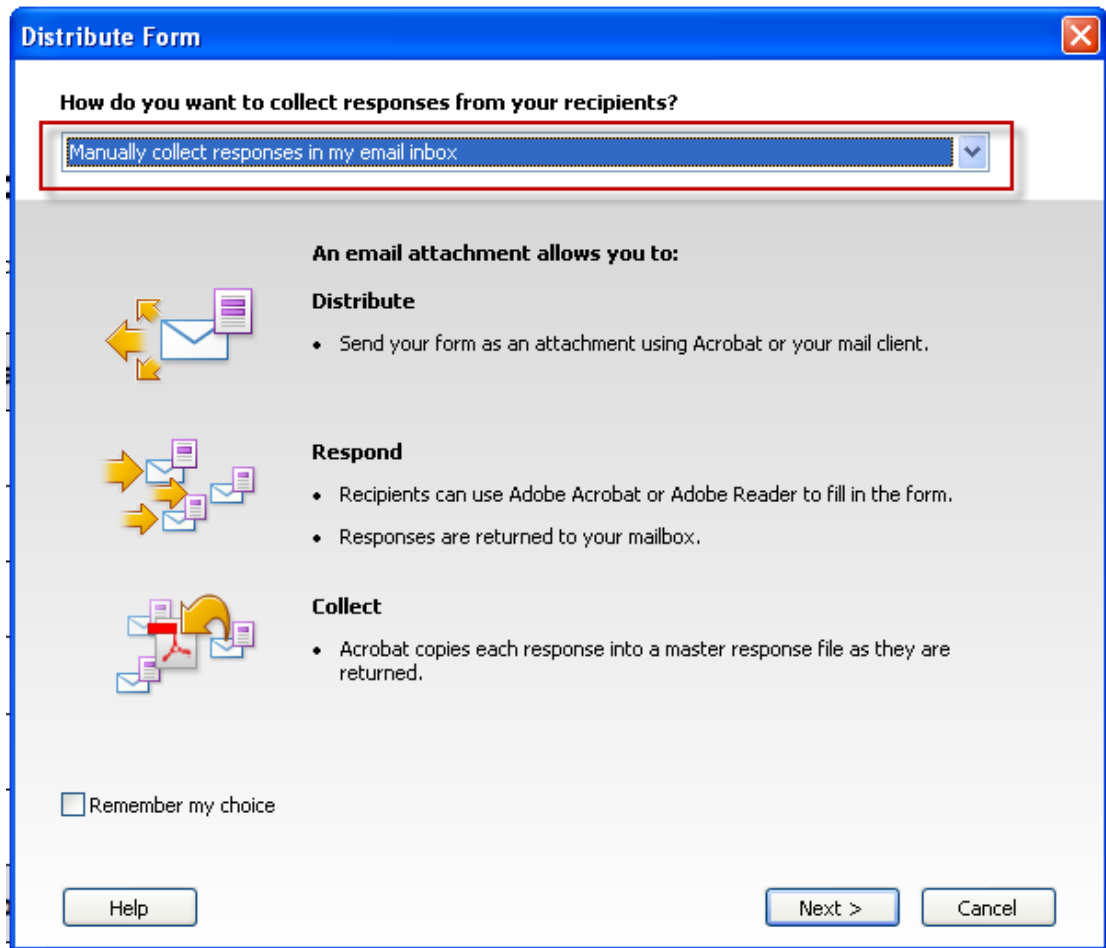 Distribute Form
How do you want to collect responses from your recipients?
Manually collect responses in my email inbox
An email attachment allows you to:
Distribute
• Send your form as an attachment using Acrobat or your mail client.
Respond
• Recipients can use Adobe Acrobat or Adobe Reader to fill in the form.
• Responses are returned to your mailbox.
Collect
• Acrobat copies each response into a master response file as they are
returned.
Remember my choice
Help
Next >
Cancel